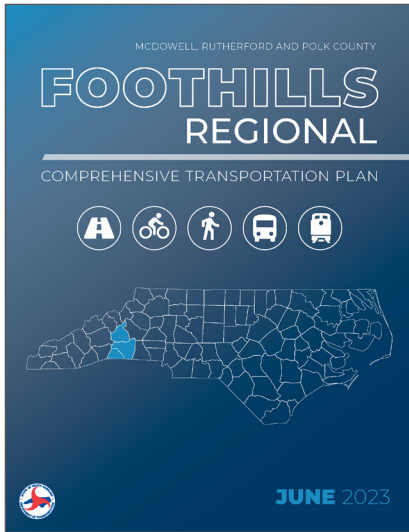 MCDOWELL, RUTHERFORD AND POLK COUNTY
FOOTHILLS
REGIONAL
COMPREHENSIVE TRANSPORTATION PLAN
JUNE 2023